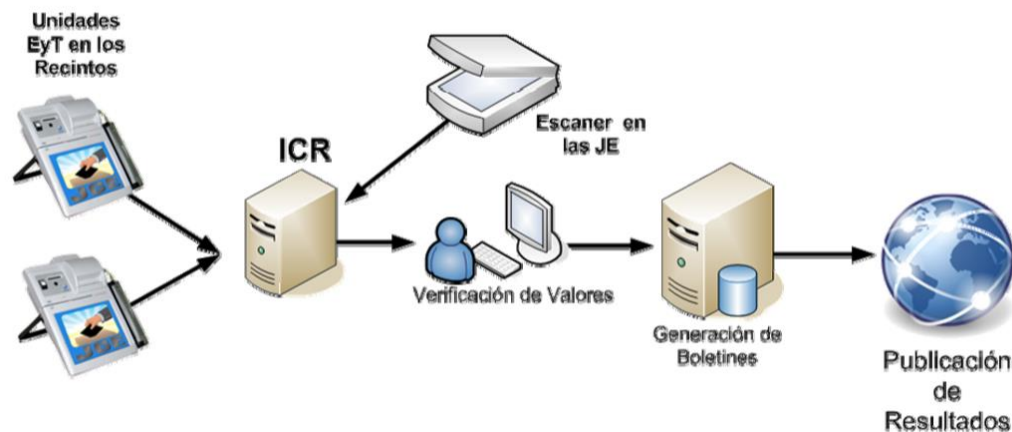 Unidades
EyT en los
Recintos
Escaner en
las JE
ICR
Verificación de Valores
Generación de
Boletines
Publicación
de
Resultados